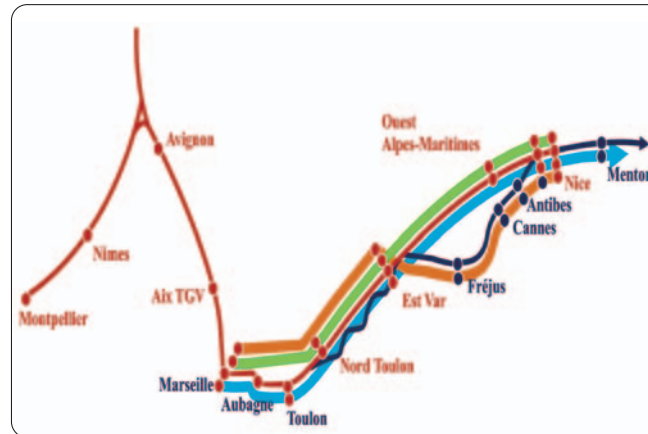 Avignon
Ouest
Alpes-Maritimes
Menton
Nice
Antibes
Cannes
Nimes
Fréjus
Est Var
Aix TGV
Montpellier
Nord Toulon
Marseille
Aubagne
Toulon